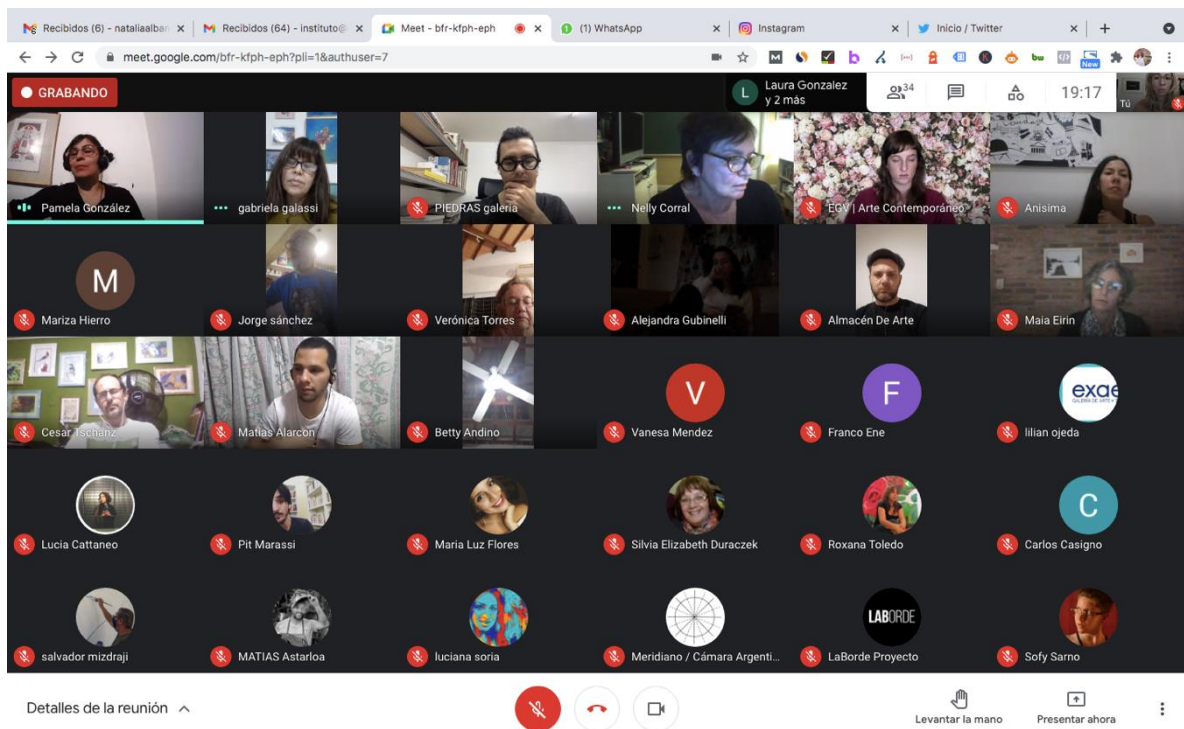 Recibidos (6) - nataliaalban
Recibidos (64) - instituto@
Meet - bfr-kfph-eph
(1) WhatsApp
Instagram
Inicio / Twitter
meet.google.com/bfr-kfph-eph?pli=1&authuser=7
New
GRABANDO
L
Laura Gonzalez
y 2 más
34
19:17
Tú
Pamela González
gabriela galassi
PIEDRAS galería
Nelly Corral
EGV | Arte Contemporáneo
Anisima
M
Mariza Hierro
Jorge sánchez
Verónica Torres
Alejandra Gubinelli
Almacén De Arte
Maia Eirin
Cesar Tschanz
Matias Alarcón
Betty Andino
V
Vanesa Mendez
F
Franco Ene
exae
lilian ojeda
Lucia Cattaneo
Pit Marassi
Maria Luz Flores
Silvia Elizabeth Duraczek
Roxana Toledo
C
Carlos Casigno
salvador mizdraji
MATIAS Astarloa
luciana soria
Meridiano / Cámara Argenti...
LABORDE
LaBorde Proyecto
Sofy Sarno
Detalles de la reunión
Levantar la mano
Presentar ahora